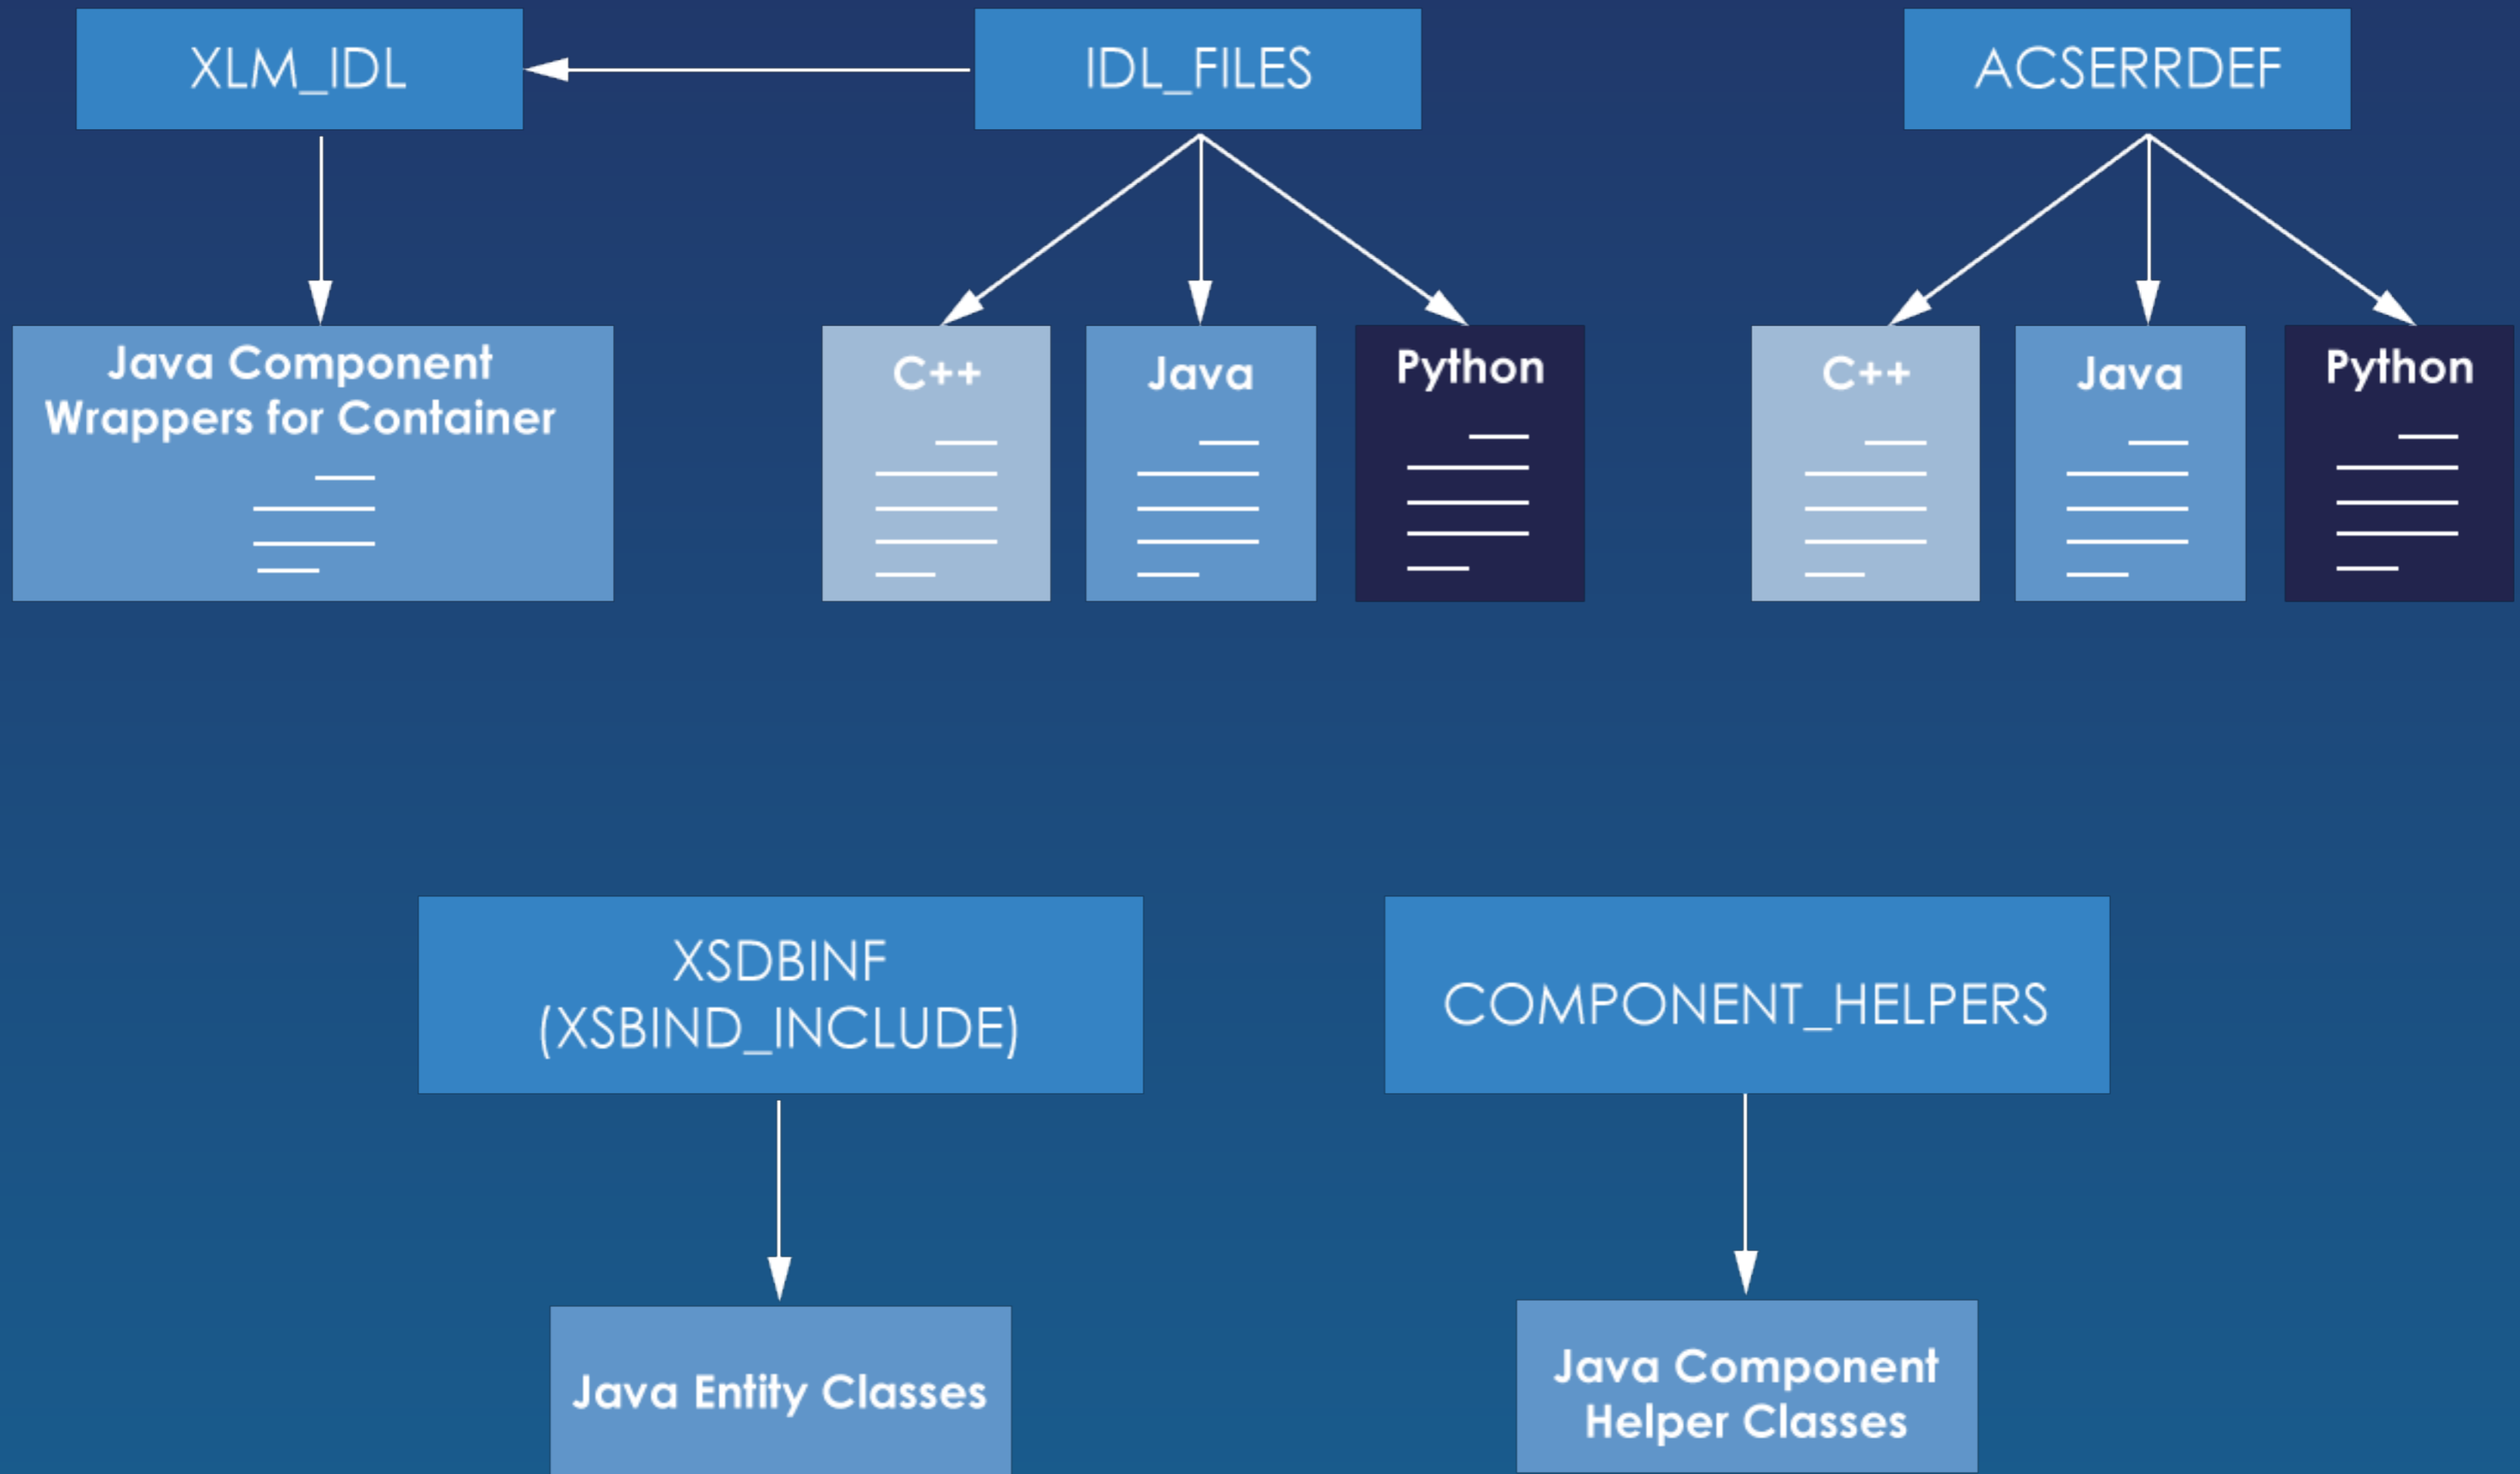 XLM_IDL
IDL_FILES
ACSERRDEF
Java Component
Wrappers for Container
C++
Java
Python
C++
Java
Python
XSDBINF
(XSBIND_INCLUDE)
COMPONENT_HELPERS
Java Entity Classes
Java Component
Helper Classes